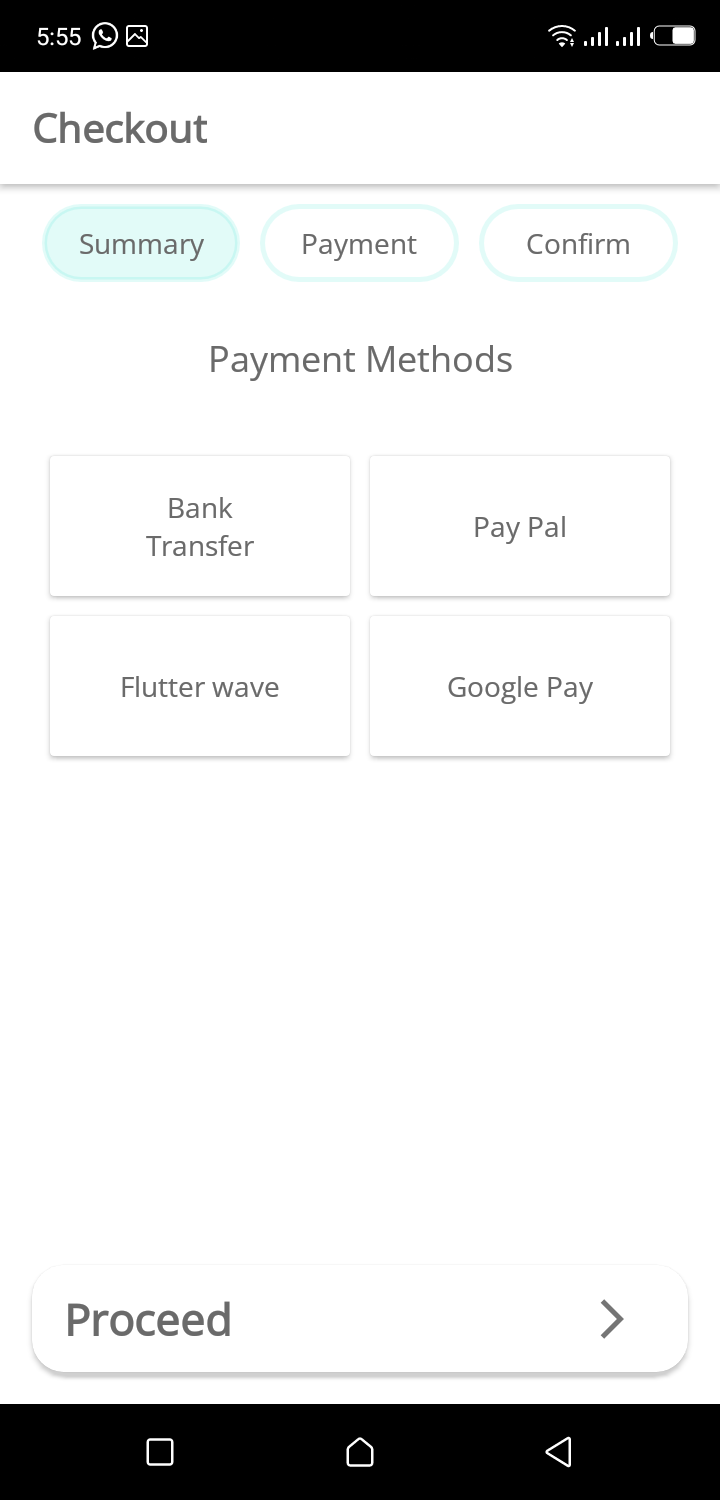 5:55
Checkout
Summary Payment Confirm
Payment Methods
Bank
Transfer
Pay Pal
Flutter wave
Google Pay
Proceed